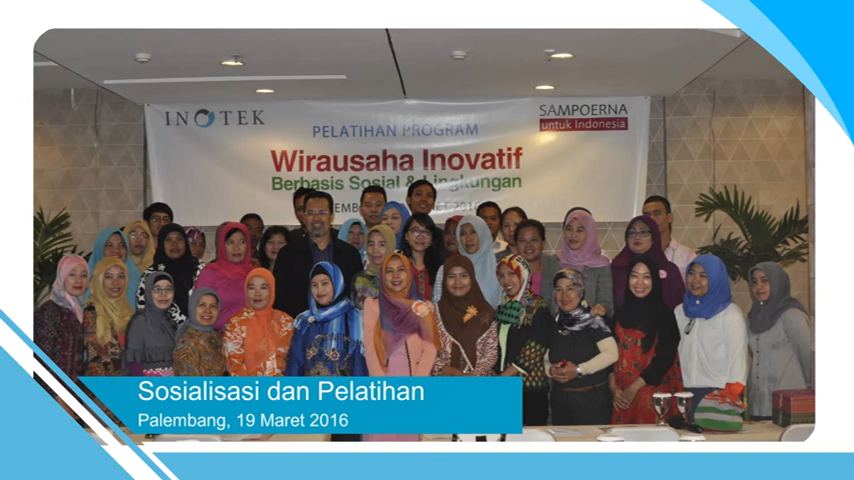 INOTEK
SAMPOERNA
untuk Indonesia
PELATIHAN PROGRAM
Wirausaha Inovatif
Berbasis Sosial & Lingkungan
Sosialisasi dan Pelatihan
Palembang, 19 Maret 2016